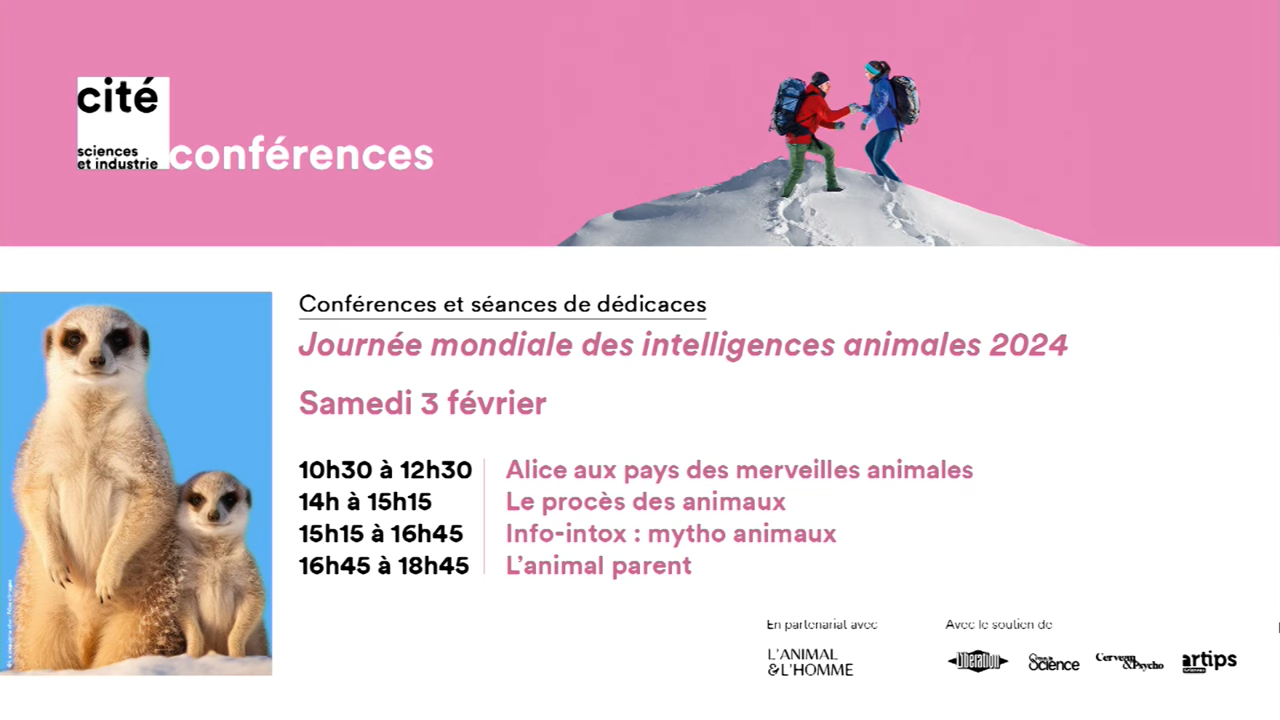 cité
sciences
et industrie
conférences
Conférences et séances de dédicaces
Journée mondiale des intelligences animales 2024
Samedi 3 février
10h30 à 12h30 Alice aux pays des merveilles animales
14h à 15h15 Le procès des animaux
15h15 à 16h45 Info-intox : mytho animaux
16h45 à 18h45 L'animal parent
En partenariat avec
L'ANIMAL
&L'HOMME
Avec le soutien de
Libération
Science
Cerveau
&Psycho
artips